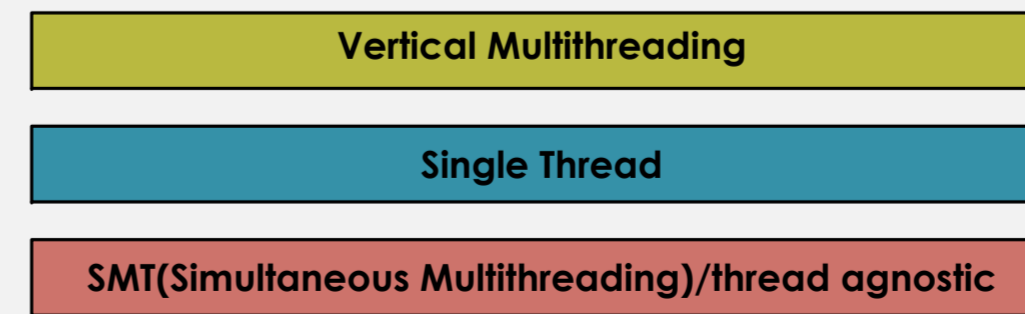 Vertical Multithreading
Single Thread
SMT(Simultaneous Multithreading)/thread agnostic